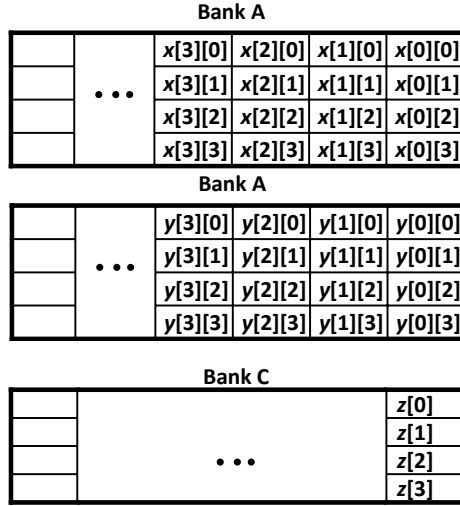 Bank A
x[3][0] x[2][0] x[1][0] x[0][0]
x[3][1] x[2][1] x[1][1] x[0][1]
x[3][2] x[2][2] x[1][2] x[0][2]
x[3][3] x[2][3] x[1][3] x[0][3]
Bank A
y[3][0] y[2][0] y[1][0] y[0][0]
y[3][1] y[2][1] y[1][1] y[0][1]
y[3][2] y[2][2] y[1][2] y[0][2]
y[3][3] y[2][3] y[1][3] y[0][3]
Bank C
z[0]
z[1]
z[2]
z[3]